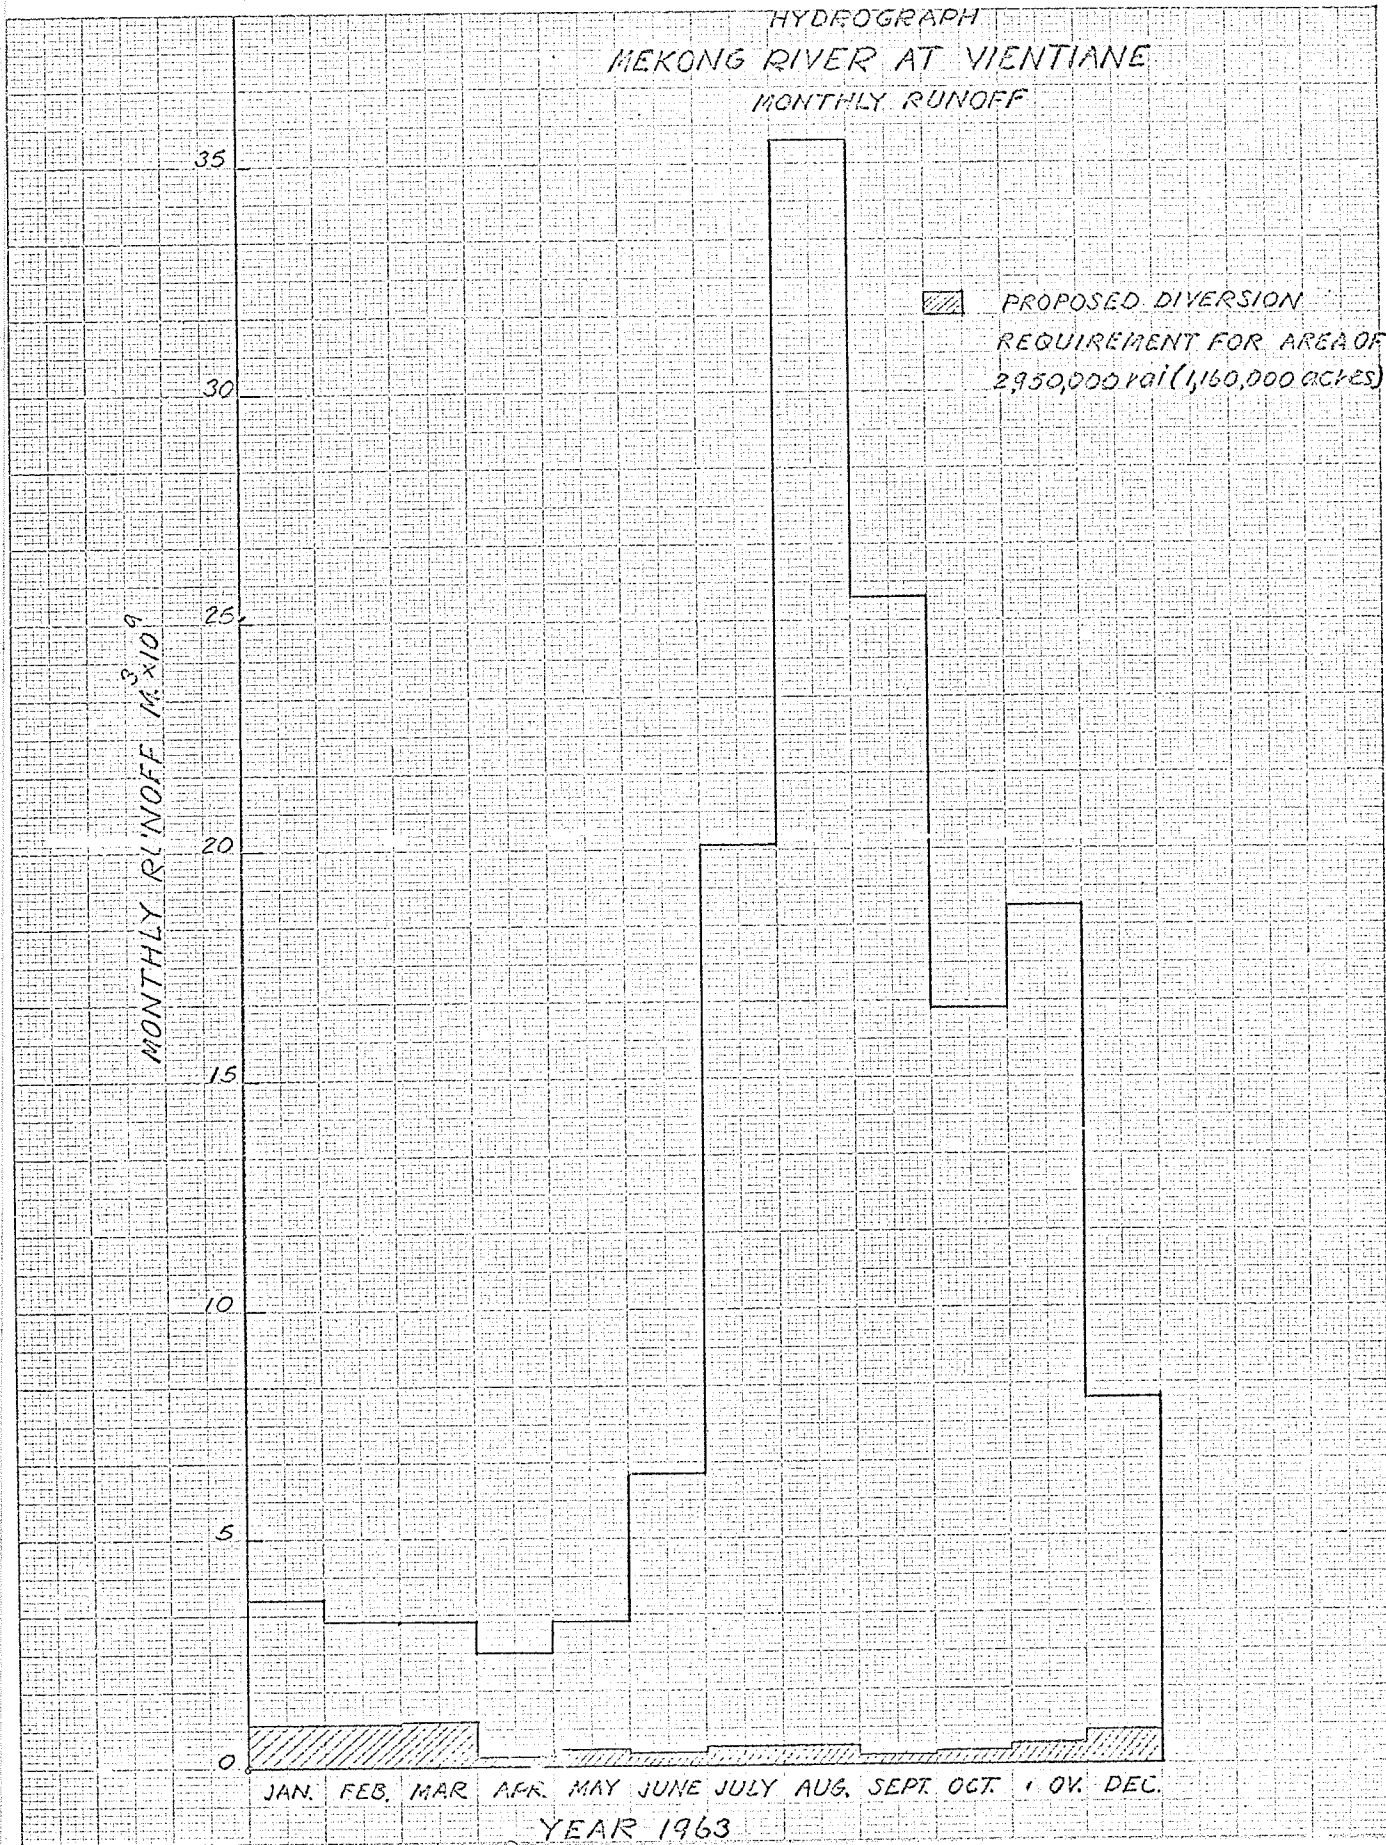 HYDROGRAPH
MEKONG RIVER AT VIENTIANE
MONTHLY RUNOFF
PROPOSED DIVERSION
REQUIREMENT FOR AREA OF
2,950,000 rai (1,160,000 acres)
MONTHLY RUNOFF M.³×10⁹
35
30
25
20
15
10
5
0
JAN. FEB. MAR APR. MAY JUNE JULY AUG. SEPT. OCT. OV. DEC.
YEAR 1963